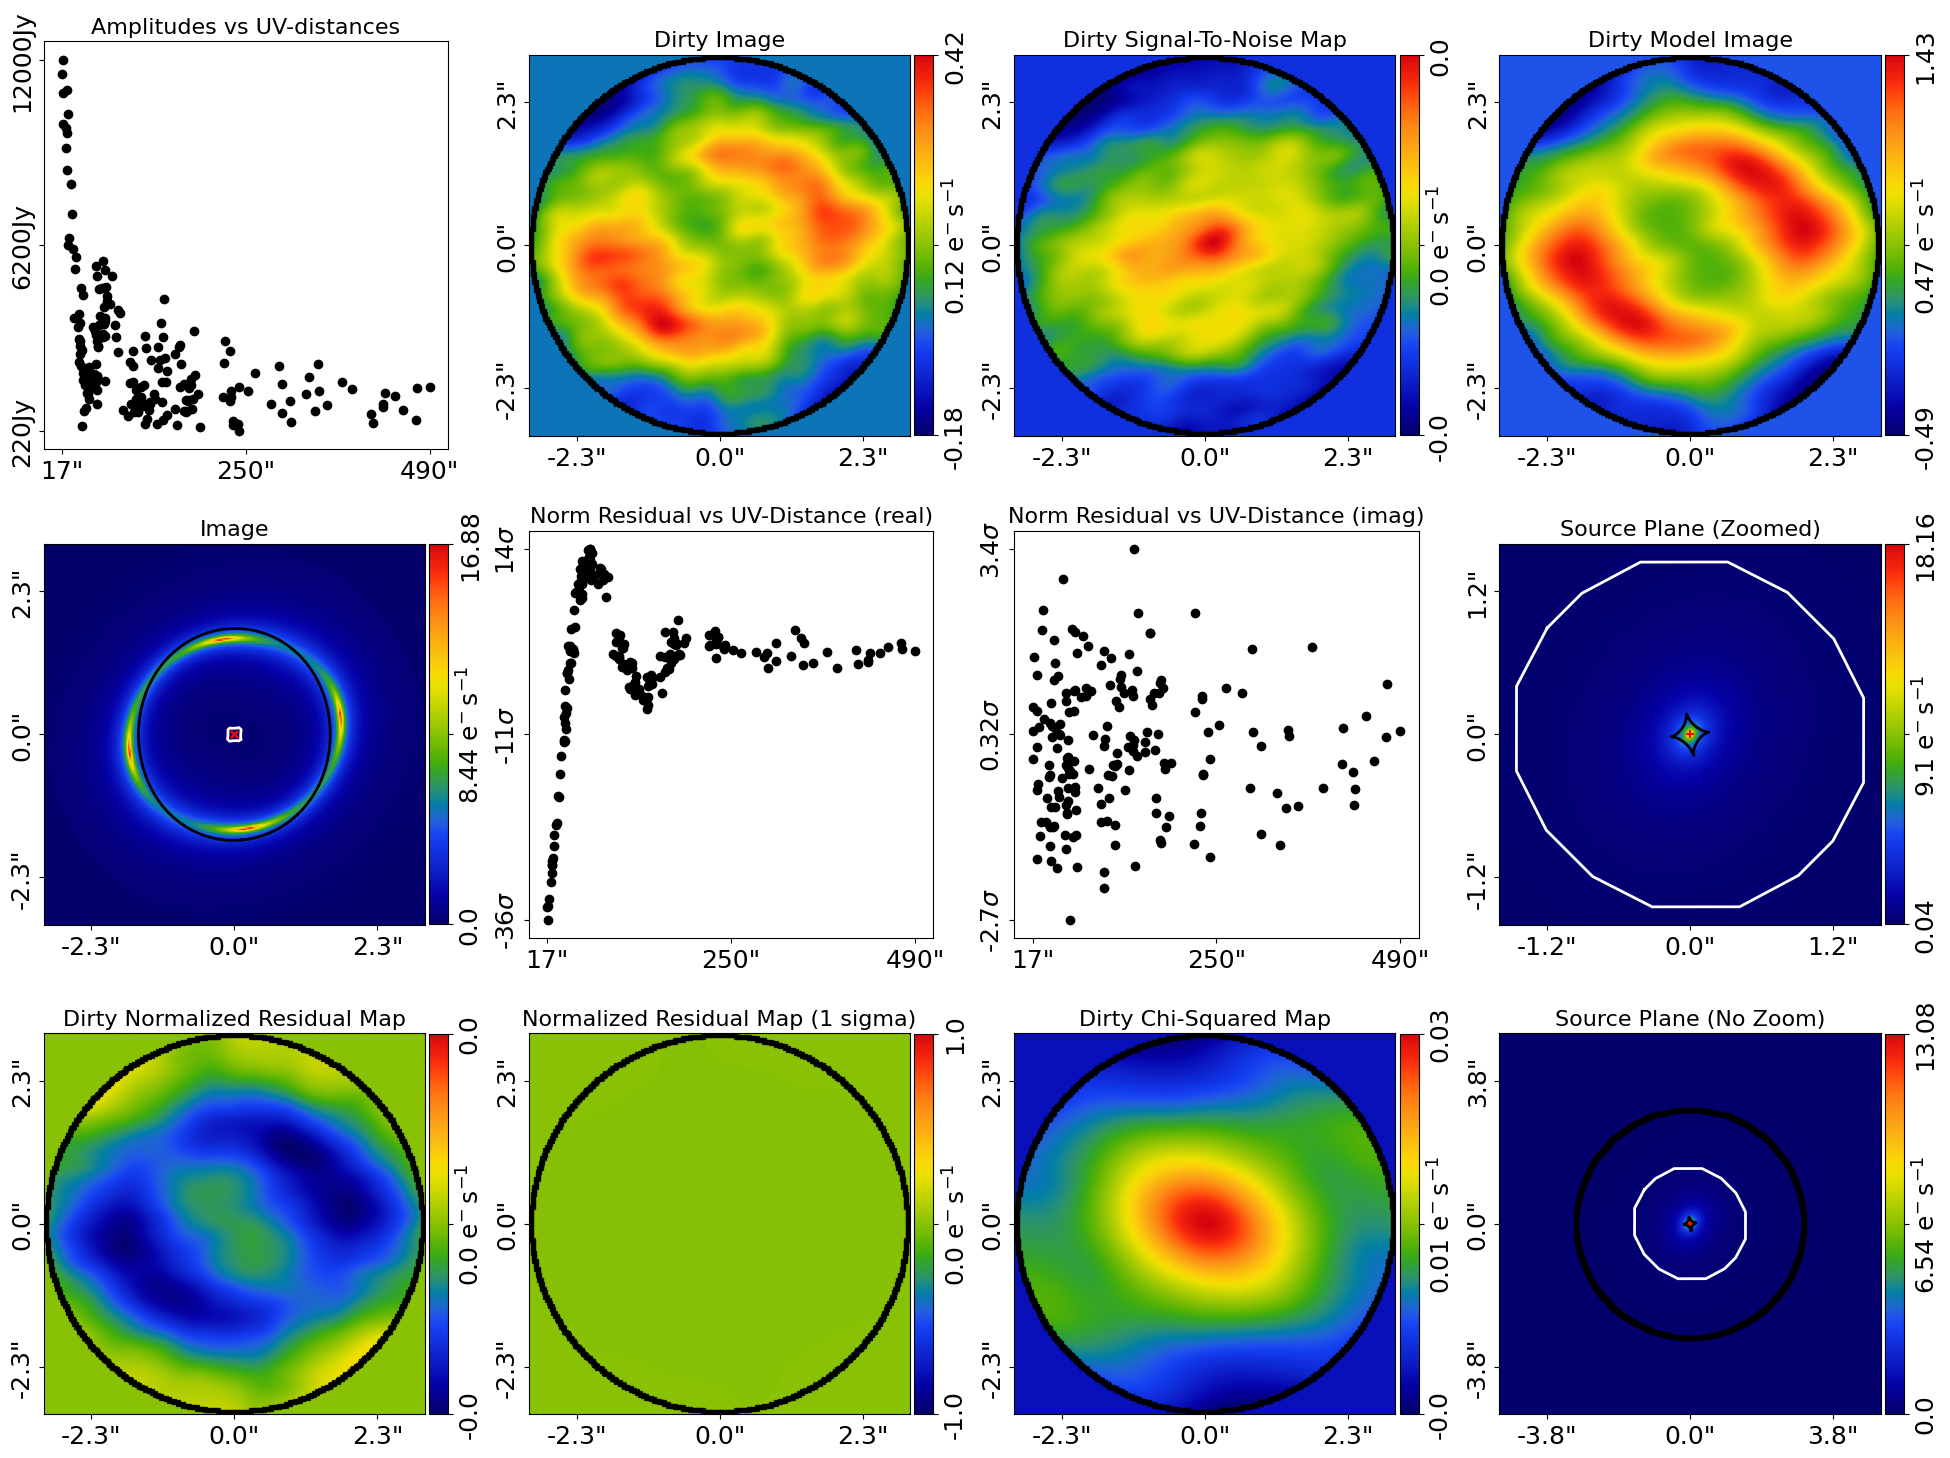 Amplitudes vs UV-distances
12000Jy
6200Jy
220Jy
17"
250"
490"
Dirty Image
2.3"
0.0"
-2.3"
-2.3"
0.0"
2.3"
0.42
0.12 e⁻ s⁻¹
-0.18
Dirty Signal-To-Noise Map
2.3"
0.0"
-2.3"
-2.3"
0.0"
2.3"
0.0
0.0 e⁻ s⁻¹
-0.0
Dirty Model Image
2.3"
0.0"
-2.3"
-2.3"
0.0"
2.3"
1.43
0.47 e⁻ s⁻¹
-0.49
Image
2.3"
0.0"
-2.3"
-2.3"
0.0"
2.3"
16.88
8.44 e⁻ s⁻¹
0.0
Norm Residual vs UV-Distance (real)
14σ
-11σ
-36σ
17"
250"
490"
Norm Residual vs UV-Distance (imag)
3.4σ
0.32σ
-2.7σ
17"
250"
490"
Source Plane (Zoomed)
1.2"
0.0"
-1.2"
-1.2"
0.0"
1.2"
18.16
9.1 e⁻ s⁻¹
0.04
Dirty Normalized Residual Map
2.3"
0.0"
-2.3"
-2.3"
0.0"
2.3"
0.0
0.0 e⁻ s⁻¹
-0.0
Normalized Residual Map (1 sigma)
2.3"
0.0"
-2.3"
-2.3"
0.0"
2.3"
1.0
0.0 e⁻ s⁻¹
-1.0
Dirty Chi-Squared Map
2.3"
0.0"
-2.3"
-2.3"
0.0"
2.3"
0.03
0.01 e⁻ s⁻¹
-0.0
Source Plane (No Zoom)
3.8"
0.0"
-3.8"
-3.8"
0.0"
3.8"
13.08
6.54 e⁻ s⁻¹
0.0